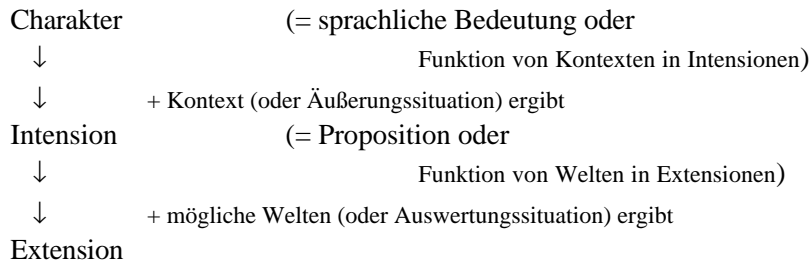 Charakter (= sprachliche Bedeutung oder
↓ Funktion von Kontexten in Intensionen)
↓ + Kontext (oder Äußerungssituation) ergibt
Intension (= Proposition oder
↓ Funktion von Welten in Extensionen)
↓ + mögliche Welten (oder Auswertungssituation) ergibt
Extension